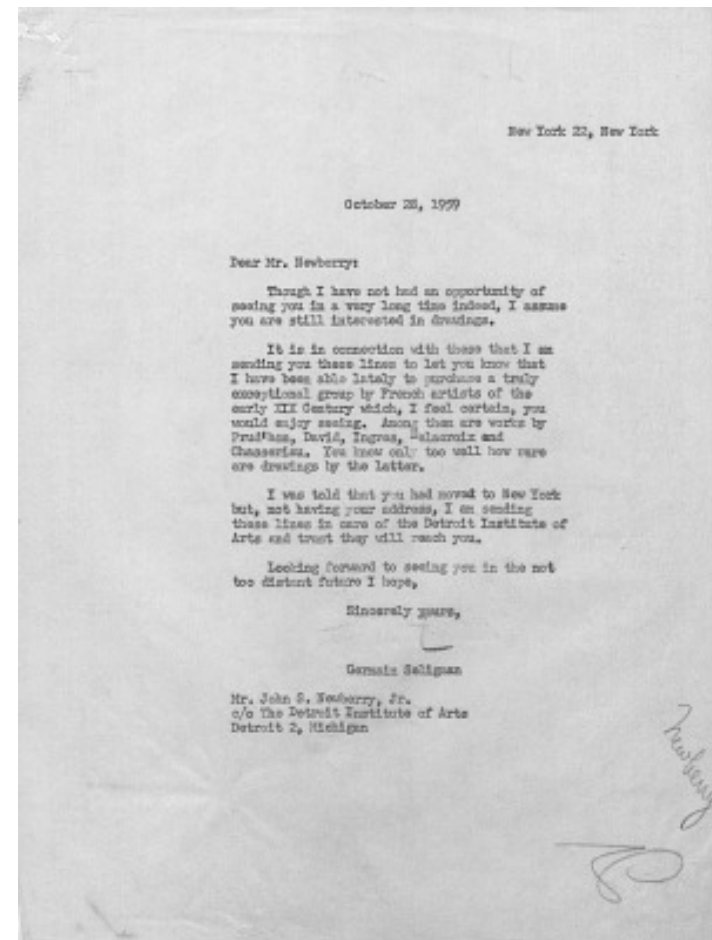 New York 22, New York
October 28, 1959
Dear Mr. Newberry:
Though I have not had an opportunity of
seeing you in a very long time indeed, I assume
you are still interested in drawings.
It is in connection with these that I am
sending you these lines to let you know that
I have been able lately to purchase a truly
exceptional group by French artists of the
early XIX Century which, I feel certain, you
would enjoy seeing. Among them are works by
Prud'hon, David, Ingres, Delacroix and
Chasseriau. You know only too well how rare
are drawings by the latter.
I was told that you had moved to New York
but, not having your address, I am sending
these lines in care of the Detroit Institute of
Arts and trust they will reach you.
Looking forward to seeing you in the not
too distant future I hope,
Sincerely yours,
Germain Seligman
Mr. John S. Newberry, Jr.
c/o The Detroit Institute of Arts
Detroit 2, Michigan
Newberry